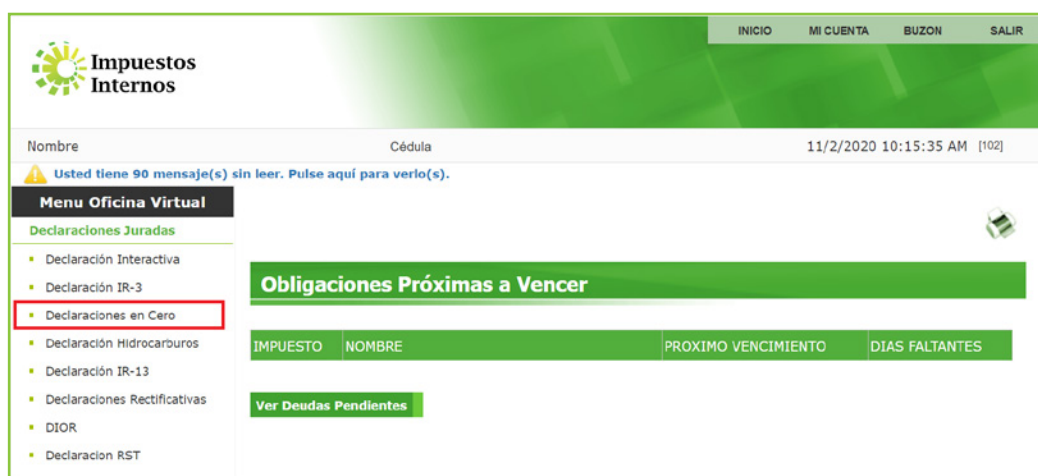 INICIO MI CUENTA BUZON SALIR
Impuestos
Internos
Nombre Cédula 11/2/2020 10:15:35 AM [102]
Usted tiene 90 mensaje(s) sin leer. Pulse aquí para verlo(s).
Menu Oficina Virtual
Declaraciones Juradas
Declaración Interactiva
Declaración IR-3
Declaraciones en Cero
Declaración Hidrocarburos
Declaración IR-13
Declaraciones Rectificativas
DIOR
Declaracion RST
Obligaciones Próximas a Vencer
IMPUESTO NOMBRE PROXIMO VENCIMIENTO DIAS FALTANTES
Ver Deudas Pendientes